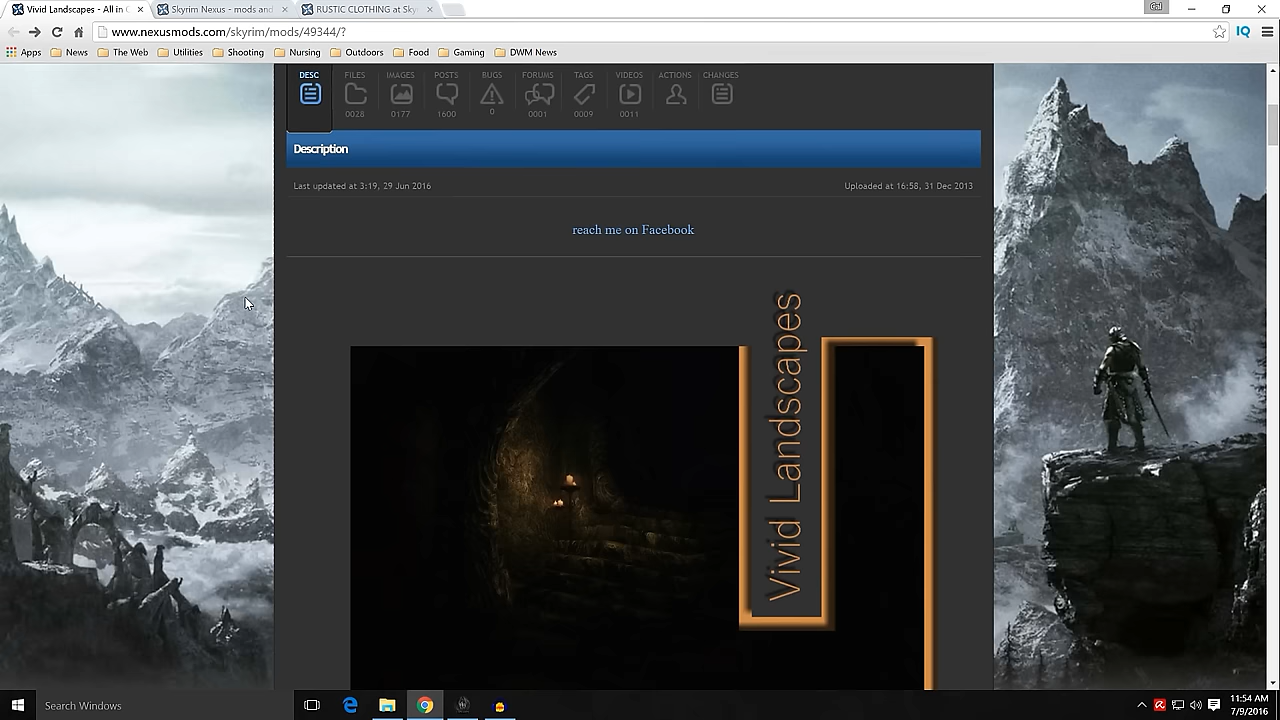 Vivid Landscapes - All in C
Skyrim Nexus - mods and
RUSTIC CLOTHING at Sky
www.nexusmods.com/skyrim/mods/49344/?
IQ
Apps News The Web Utilities Shooting Nursing Outdoors Food Gaming DWM News
DESC FILES IMAGES POSTS BUGS FORUMS TAGS VIDEOS ACTIONS CHANGES
0028 0177 1600 0 0001 0009 0011
Description
Last updated at 3:19, 29 Jun 2016
Uploaded at 16:58, 31 Dec 2013
reach me on Facebook
Vivid Landscapes
Search Windows
11:54 AM
7/9/2016